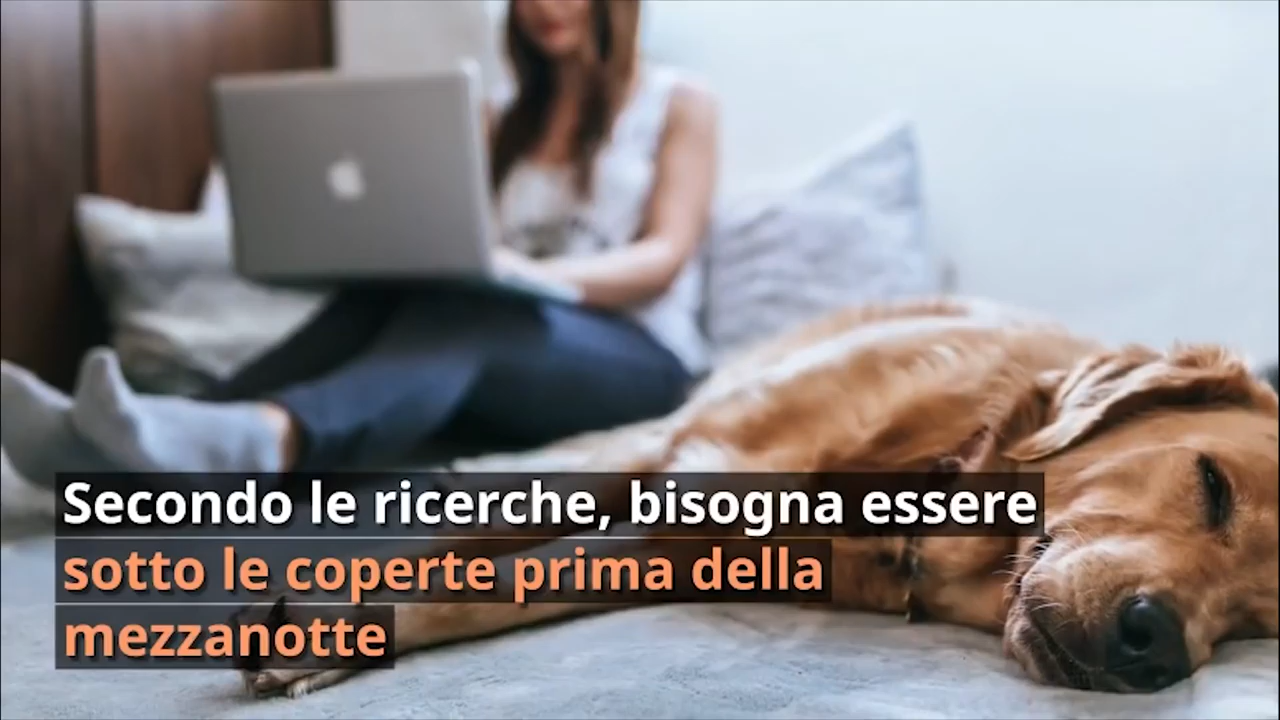 Secondo le ricerche, bisogna essere
sotto le coperte prima della
mezzanotte